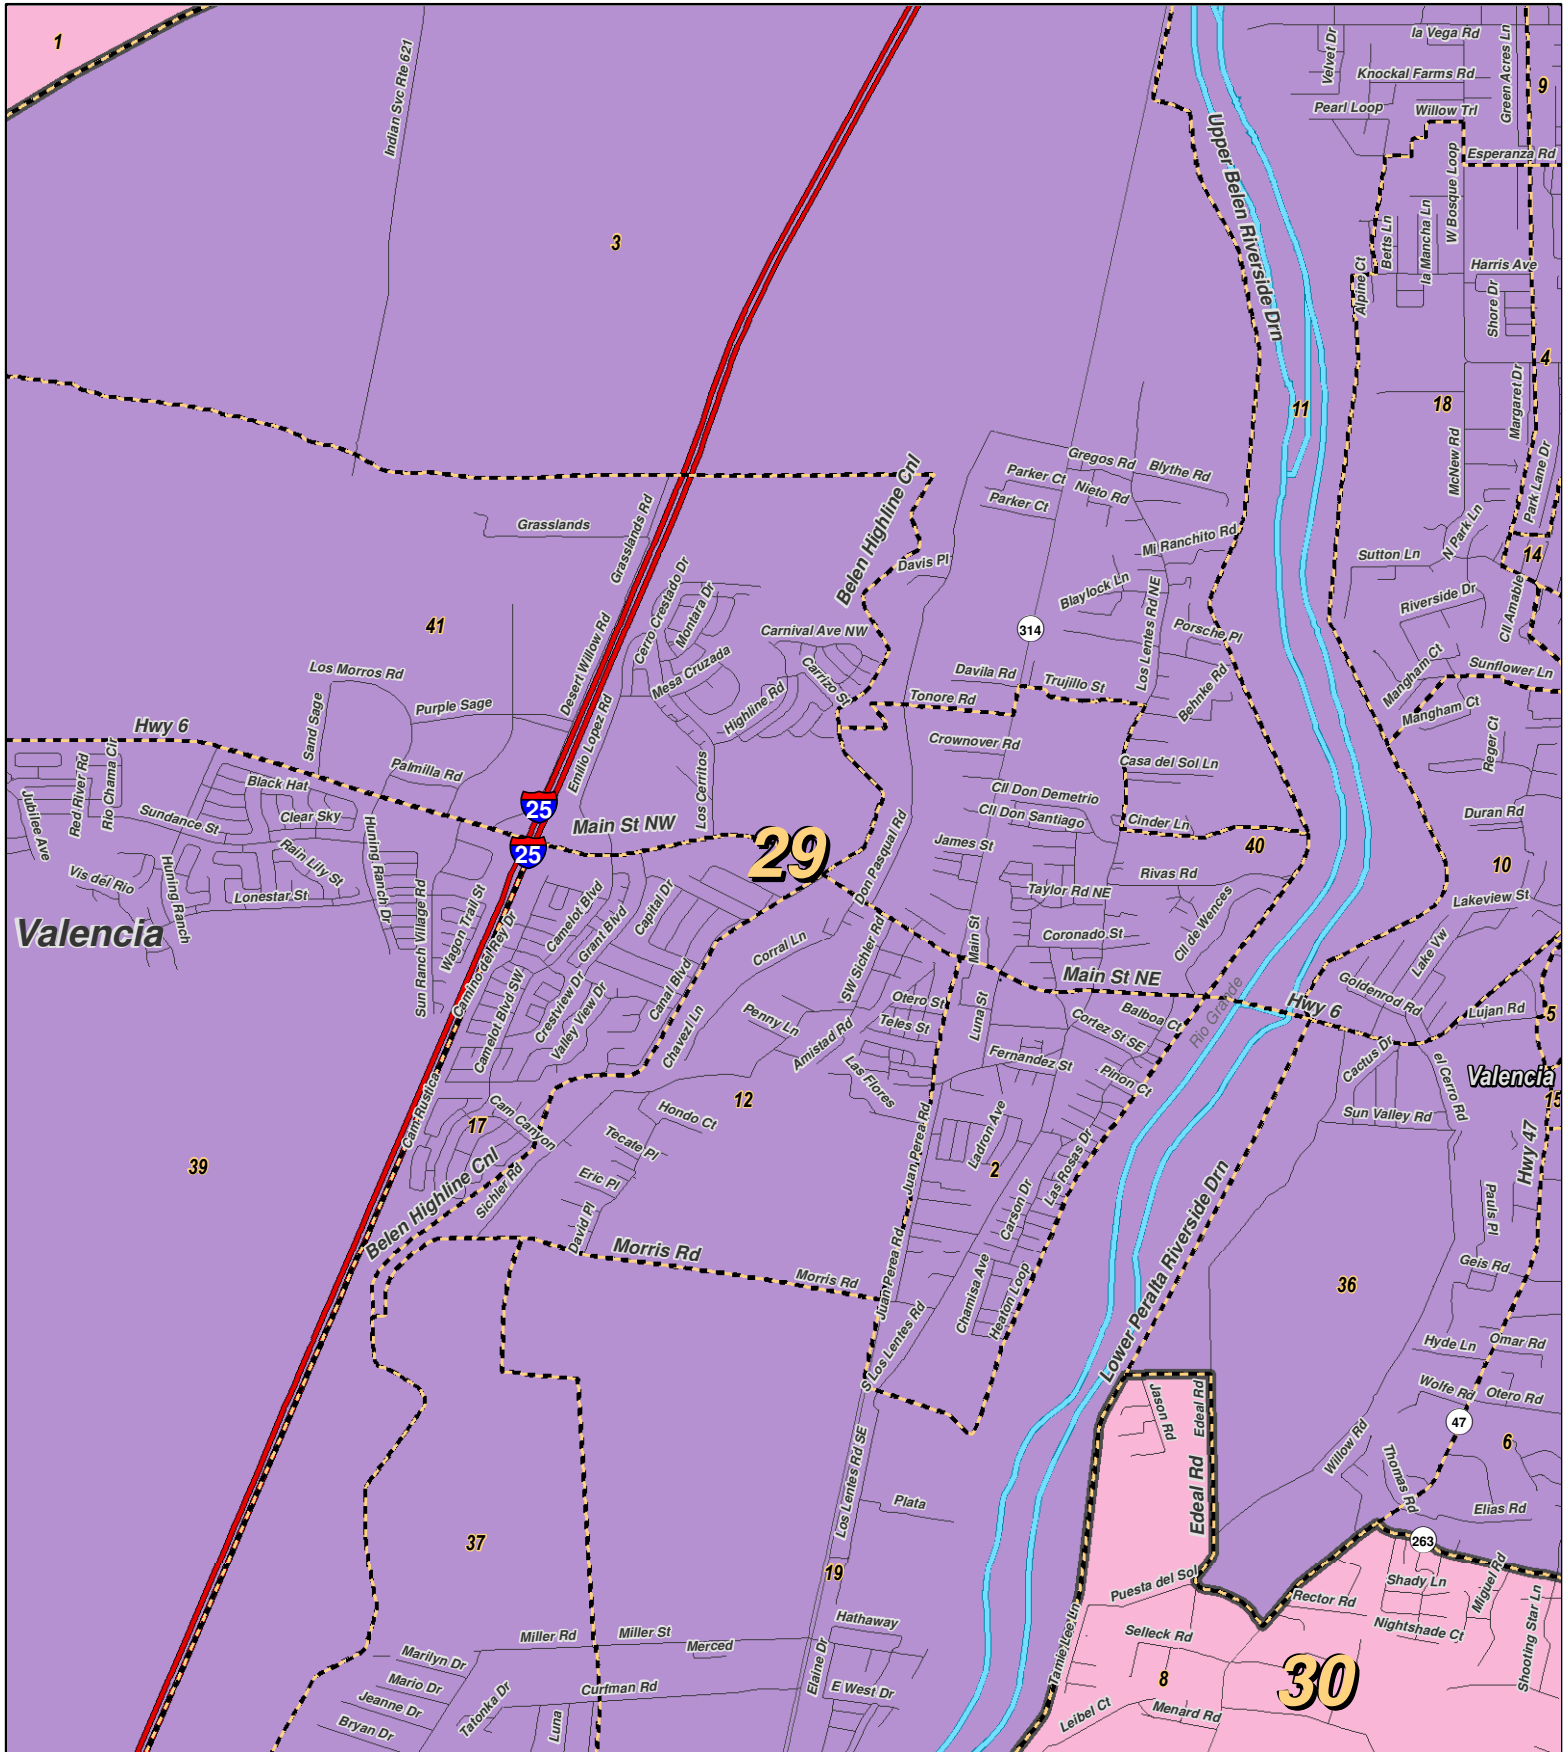 1
Indian Svc Rte 621
3
Velvet Dr
la Vega Rd
Green Acres Ln
Knockal Farms Rd
9
Pearl Loop
Willow Trl
Upper Belen Riverside Drn
Esperanza Rd
W Bosque Loop
Betts Ln
la Mancha Ln
Alpine Ct
Harris Ave
Shore Dr
4
11
18
Margaret Dr
McNew Rd
Park Lane Dr
N Park Ln
Belen Highline Cnl
Gregos Rd
Blythe Rd
Parker Ct
Nieto Rd
Parker Ct
Grasslands
Grasslands Rd
Mi Ranchito Rd
Sutton Ln
14
Davis Pl
Cerro Crestado Dr
Montara Dr
Blaylock Ln
Los Lentes Rd NE
Riverside Dr
Cll Amable
41
Desert Willow Rd
Carnival Ave NW
314
Porsche Pl
Los Morros Rd
Mesa Cruzada
Carrizo St
Davila Rd
Trujillo St
Behnke Rd
Mangham Ct
Sunflower Ln
Purple Sage
Sand Sage
Emilio Lopez Rd
Highline Rd
Tonore Rd
Mangham Ct
Hwy 6
Crownover Rd
Reger Ct
Red River Rd
Rio Chama Cir
Palmilla Rd
Los Cerritos
Casa del Sol Ln
Jubilee Ave
Black Hat
Cll Don Demetrio
25
Clear Sky
Cll Don Santiago
Cinder Ln
Duran Rd
Sundance St
Main St NW
29
Don Pasqual Rd
James St
40
10
25
Huning Ranch Dr
Rain Lily St
Vis del Rio
Huning Ranch
Lonestar St
Rivas Rd
Taylor Rd NE
Lakeview St
Valencia
Sun Ranch Village Rd
Wagon Trail St
Camino del Rey Dr
Camelot Blvd
Grant Blvd
Capital Dr
Corral Ln
SW Sichler Rd
Main St
Coronado St
Cll de Wences
Lake Vw
Camelot Blvd SW
Crestview Dr
Valley View Dr
Canal Blvd
Main St NE
Goldenrod Rd
Otero St
Rio Grande
Hwy 6
Lujan Rd
5
Chavez Ln
Penny Ln
Amistad Rd
Teles St
Luna St
Balboa Ct
Cortez St SE
Cactus Dr
el Cerro Rd
Las Flores
Fernandez St
Pinon Ct
Valencia
Cam Rustica
12
15
17
Cam Canyon
Hondo Ct
Sun Valley Rd
Juan Perea Rd
Ladron Ave
Las Rosas Dr
39
Tecate Pl
2
Hwy 47
Belen Highline Cnl
Sichler Rd
Eric Pl
Carson Dr
Lower Peralta Riverside Drn
Pauls Pl
David Pl
Morris Rd
Morris Rd
Juan Perea Rd
Chamisa Ave
Heaton Loop
Geis Rd
36
S Los Lentes Rd
Hyde Ln
Omar Rd
Jason Rd
Edeal Rd
Wolfe Rd
Otero Rd
47
6
Los Lentes Rd SE
Willow Rd
Thomas Rd
Edeal Rd
Plata
Elias Rd
37
263
19
Puesta del Sol
Shady Ln
Miguel Rd
Rector Rd
Tamie Lee Ln
Hathaway
Shooting Star Ln
Miller Rd
Miller St
Merced
Selleck Rd
Nightshade Ct
Marilyn Dr
Elaine Dr
Mario Dr
Curfman Rd
E West Dr
8
30
Jeanne Dr
Tatonka Dr
Leibel Ct
Menard Rd
Bryan Dr
Luna